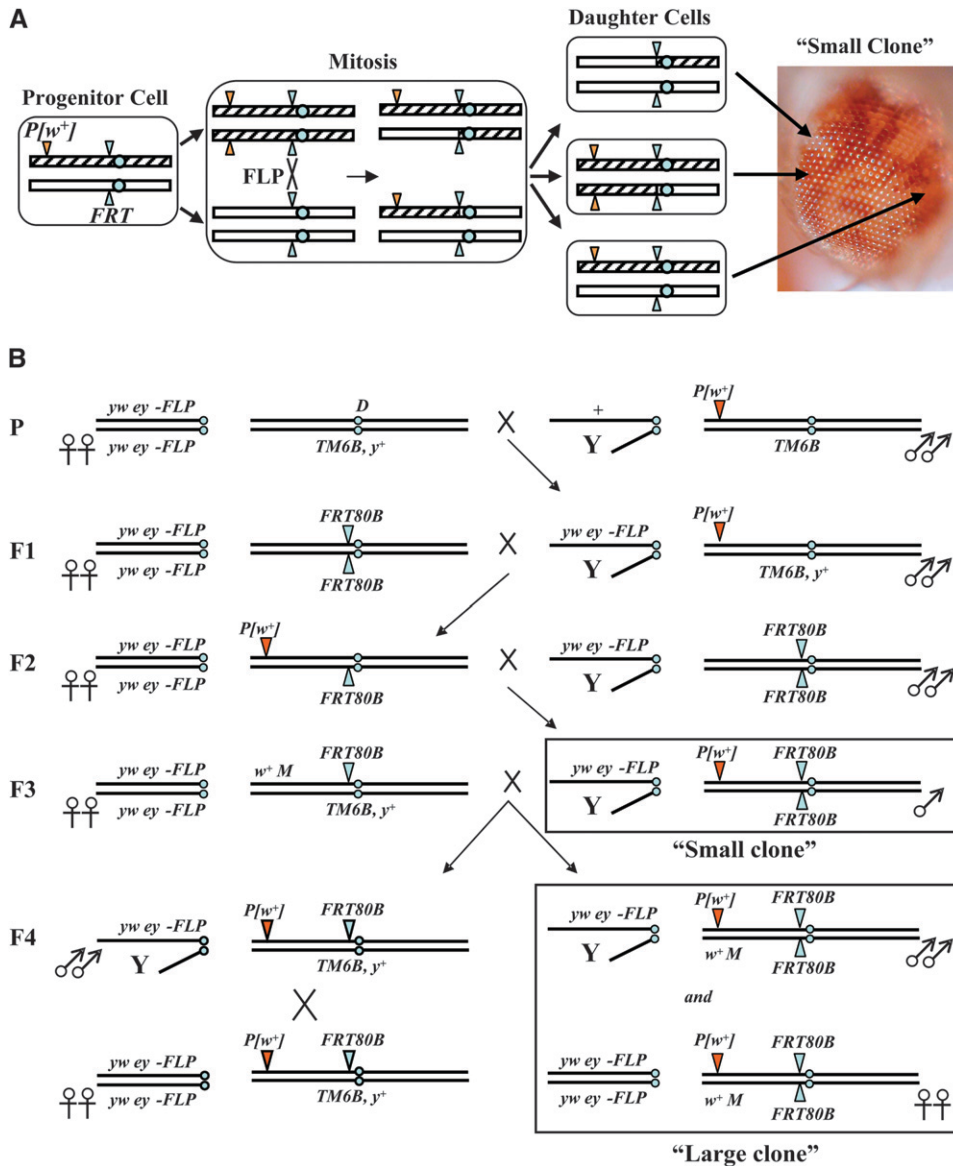 A
Daughter Cells
Mitosis
“Small Clone”
Progenitor Cell
P[w+]
FRT
FLP
B
P
yw ey -FLP
yw ey -FLP
D
TM6B, y+
+
Y
P[w+]
TM6B
F1
yw ey -FLP
yw ey -FLP
FRT80B
FRT80B
yw ey -FLP
Y
P[w+]
TM6B, y+
F2
yw ey -FLP
yw ey -FLP
P[w+]
FRT80B
yw ey -FLP
Y
FRT80B
FRT80B
F3
yw ey -FLP
yw ey -FLP
w+ M
FRT80B
TM6B, y+
yw ey -FLP
Y
P[w+]
FRT80B
FRT80B
“Small clone”
F4
yw ey -FLP
Y
P[w+]
FRT80B
TM6B, y+
yw ey -FLP
yw ey -FLP
P[w+]
FRT80B
TM6B, y+
yw ey -FLP
Y
P[w+]
FRT80B
w+ M
FRT80B
and
yw ey -FLP
yw ey -FLP
P[w+]
FRT80B
w+ M
FRT80B
“Large clone”